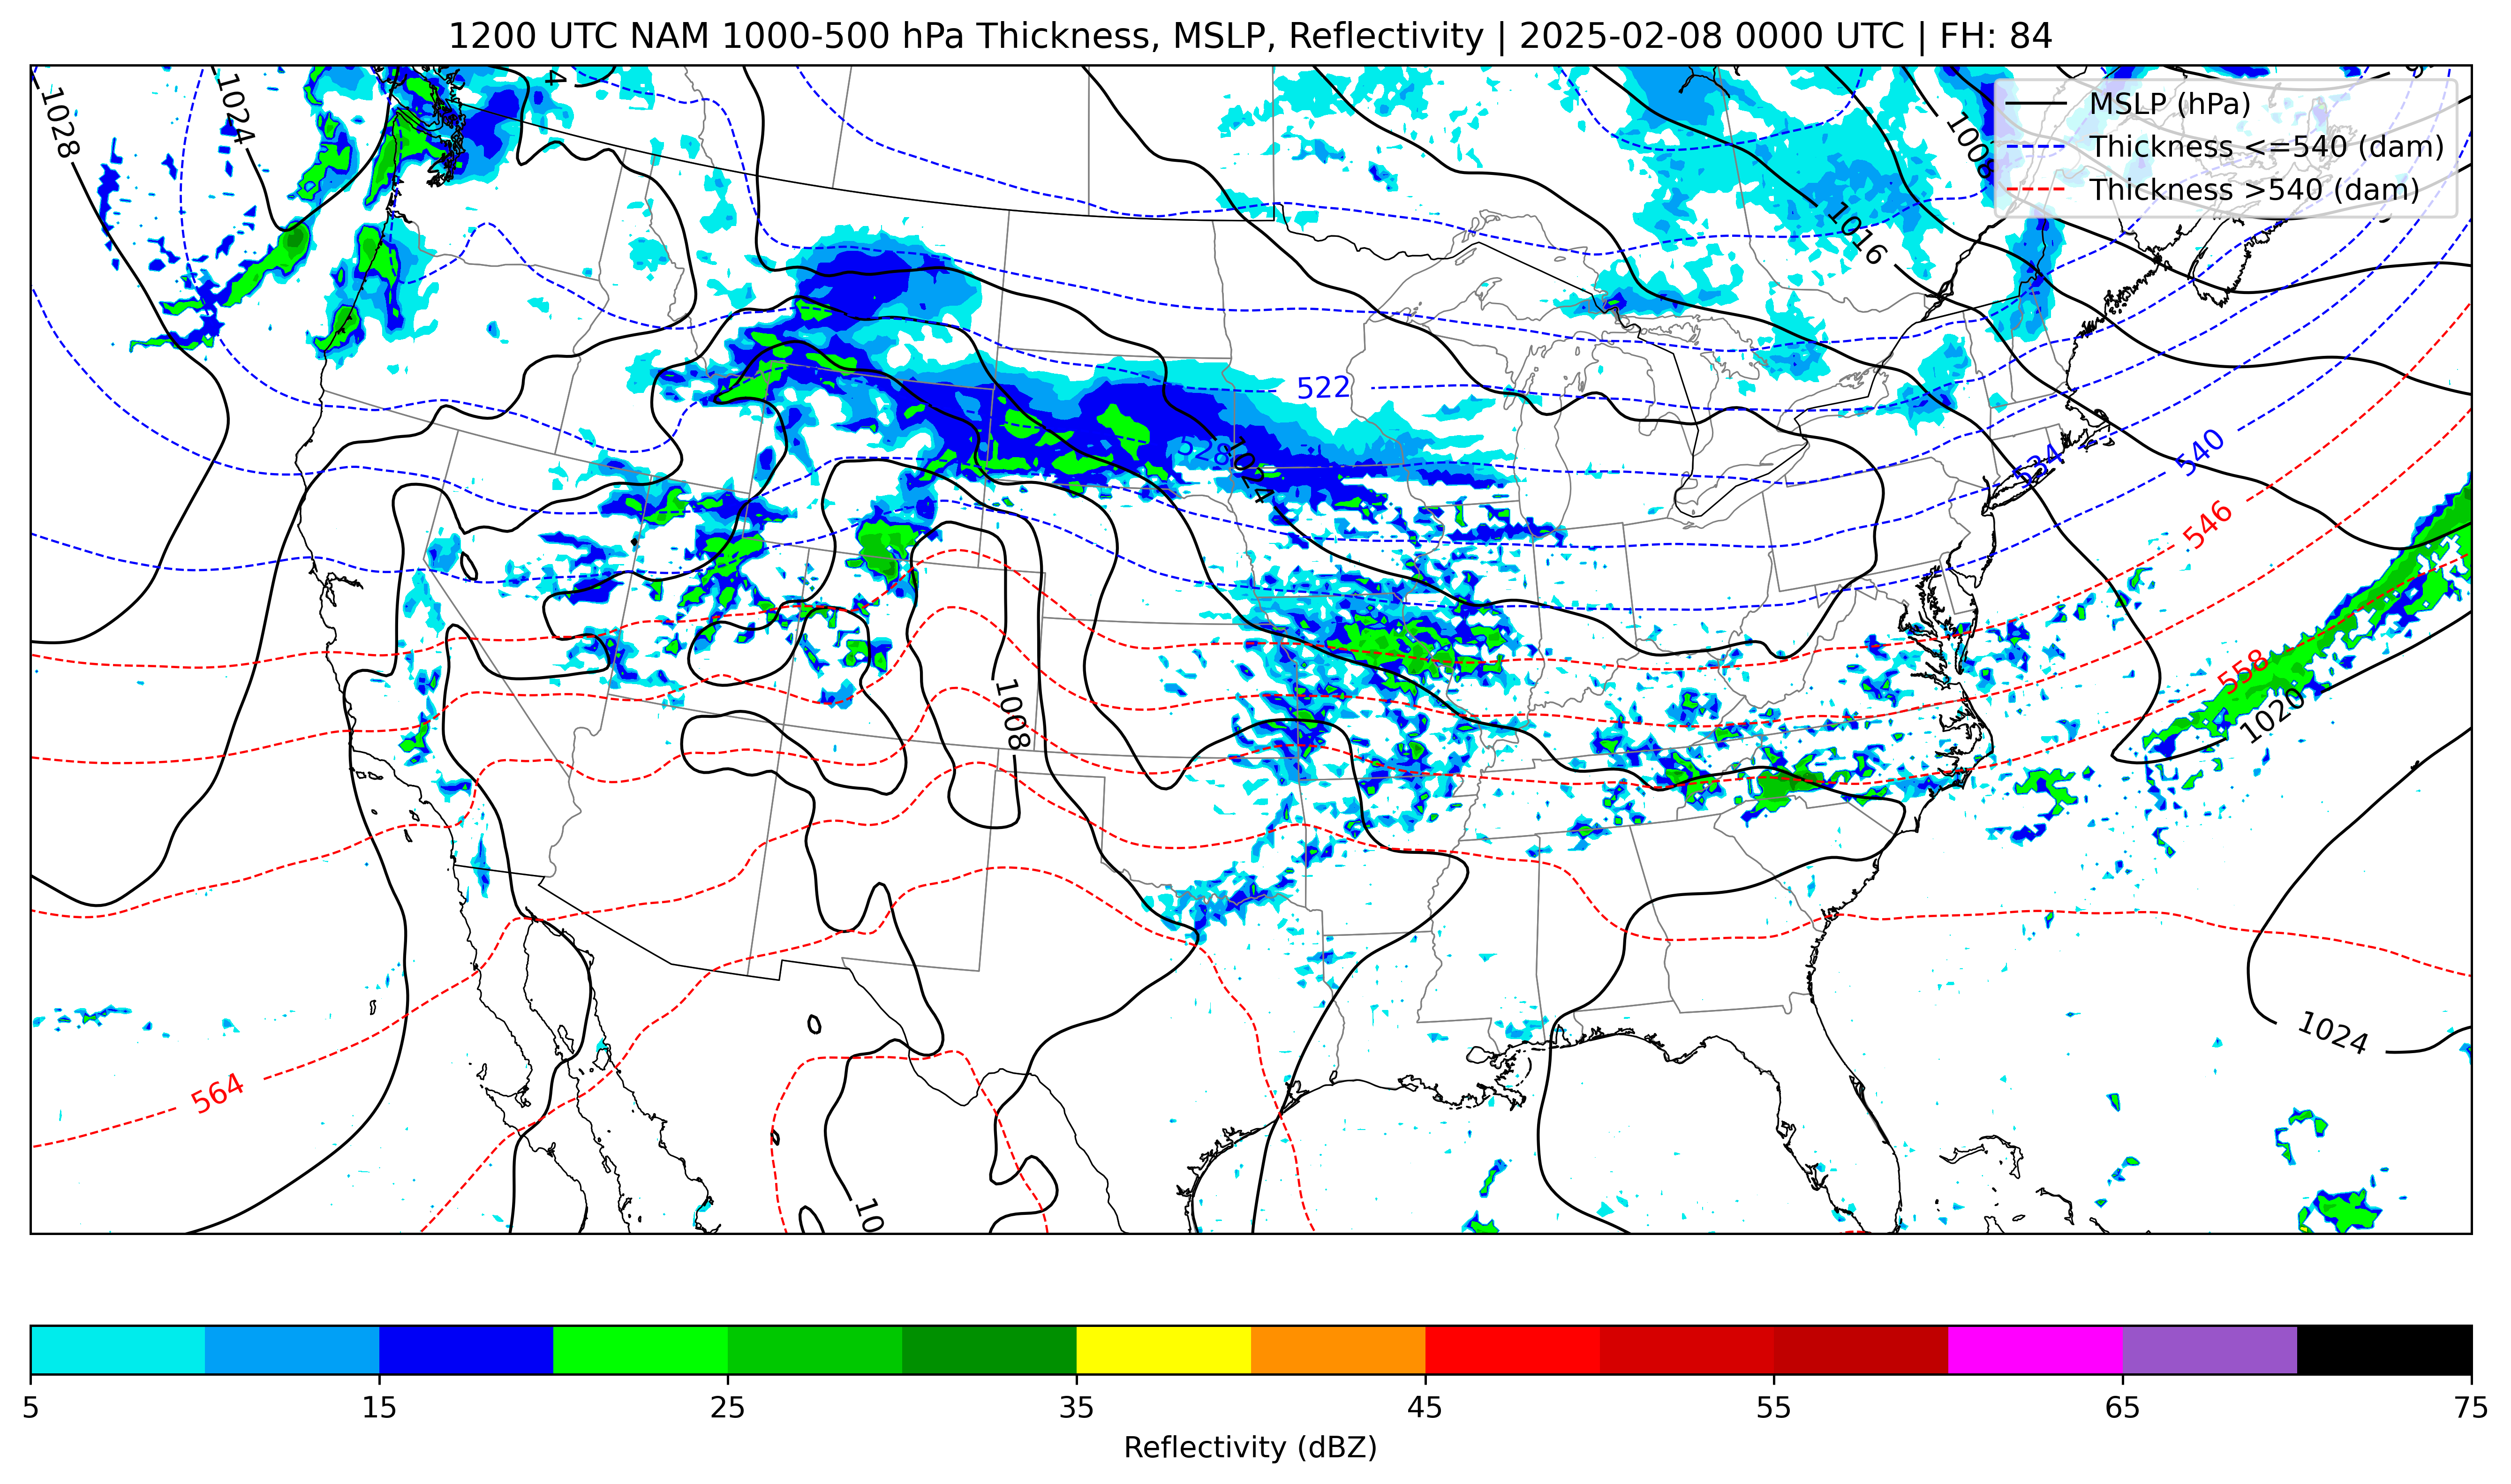 1200 UTC NAM 1000-500 hPa Thickness, MSLP, Reflectivity | 2025-02-08 0000 UTC | FH: 84
MSLP (hPa)
Thickness <=540 (dam)
Thickness >540 (dam)
1028
1024
4
1008
1016
522
528
1024
534
540
546
558
1020
1008
1024
564
10
5 15 25 35 45 55 65 75
Reflectivity (dBZ)